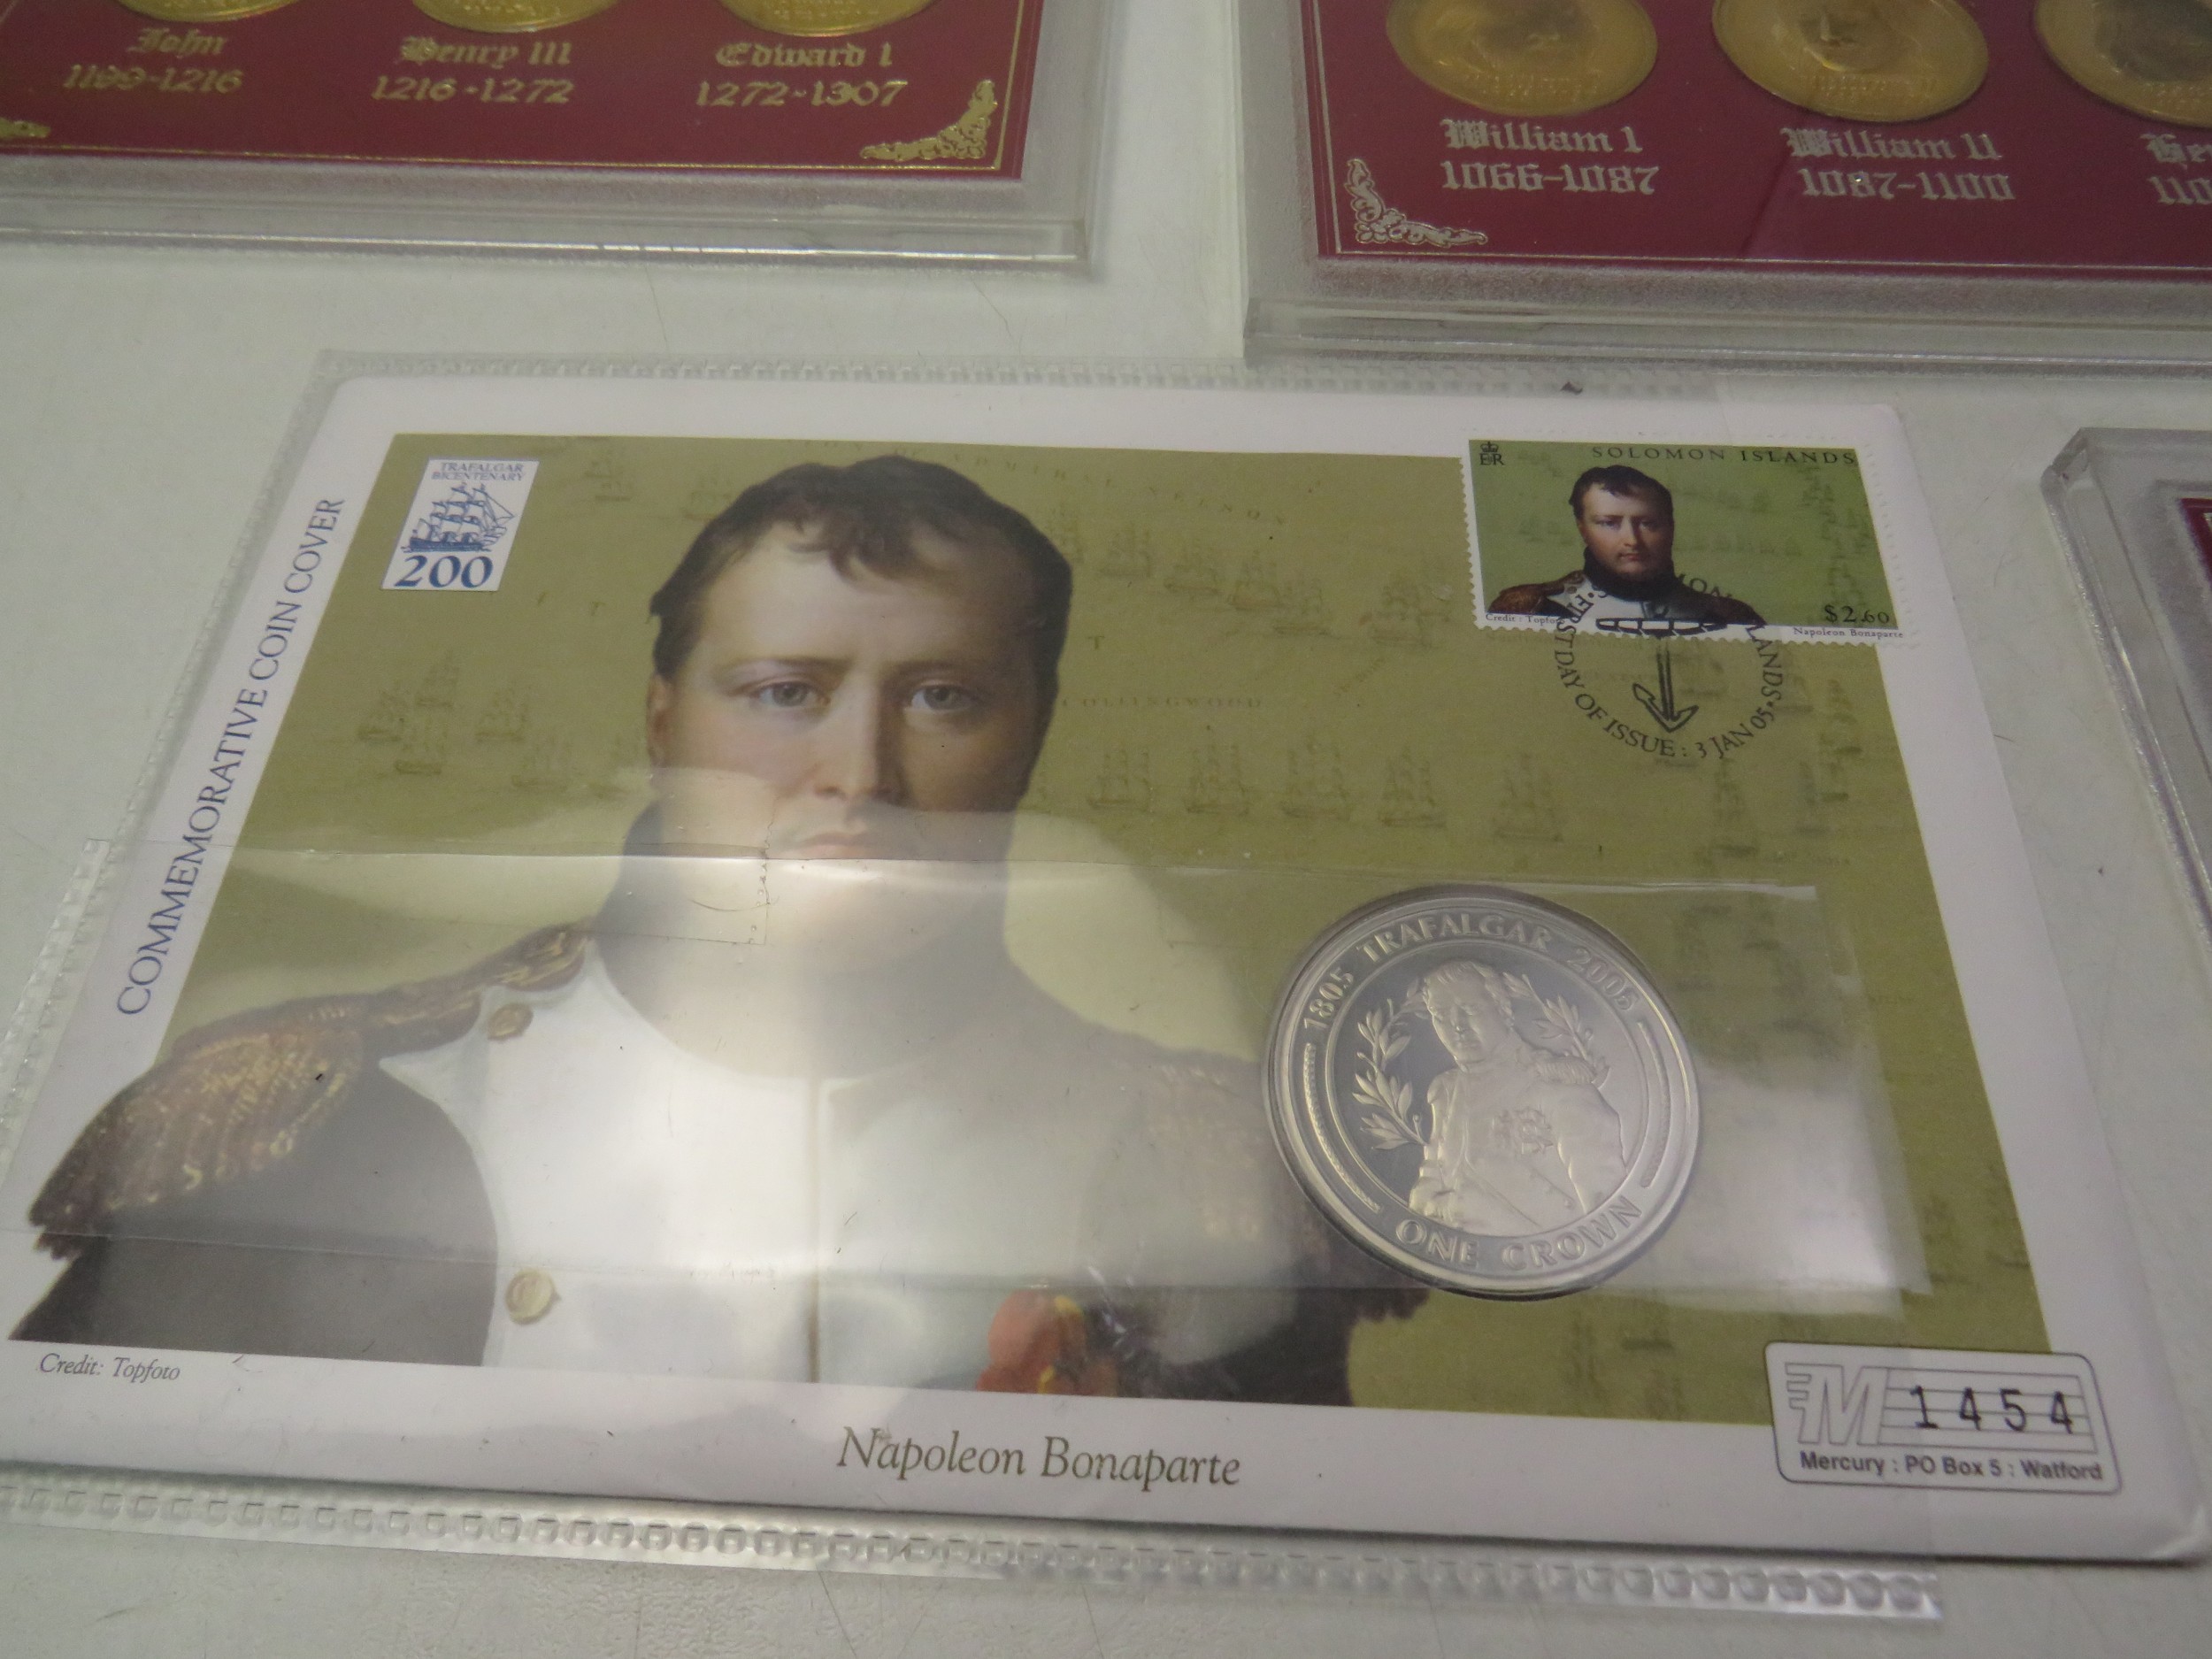 John
1199-1216
Henry III
1216-1272
Edward I
1272-1307
William I
1066-1087
William II
1087-1100
COMMEMORATIVE COIN COVER
TRAFALGAR
BICENTENARY
200
ER
SOLOMON ISLANDS
$2.60
Napoleon Bonaparte
FIRST DAY OF ISSUE : 3 JAN 05
COLLINGWOOD
1805 TRAFALGAR 2005
ONE CROWN
Credit: Topfoto
Napoleon Bonaparte
M 1454
Mercury : PO Box 5 : Watford